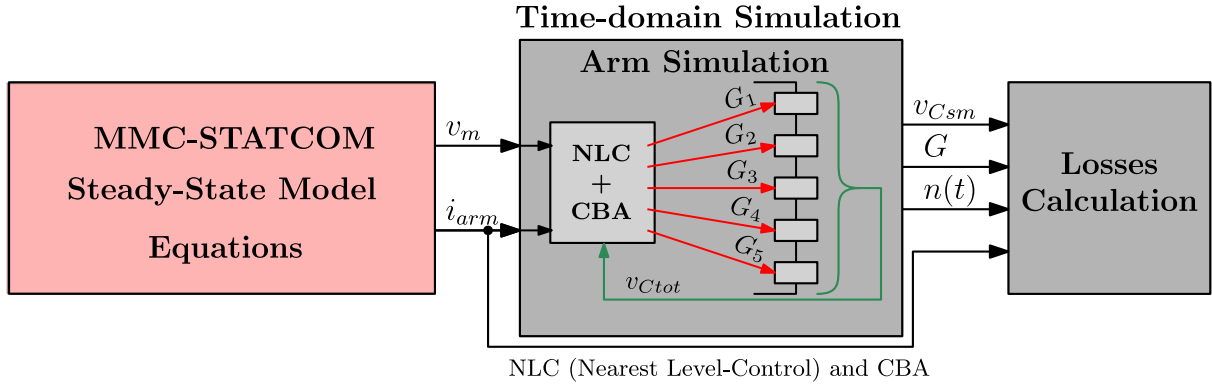 Time-domain Simulation
Arm Simulation
MMC-STATCOM
Steady-State Model
Equations
v_m
i_arm
NLC
+
CBA
G_1
G_2
G_3
G_4
G_5
v_Ctot
v_Csm
G
n(t)
Losses
Calculation
NLC (Nearest Level-Control) and CBA